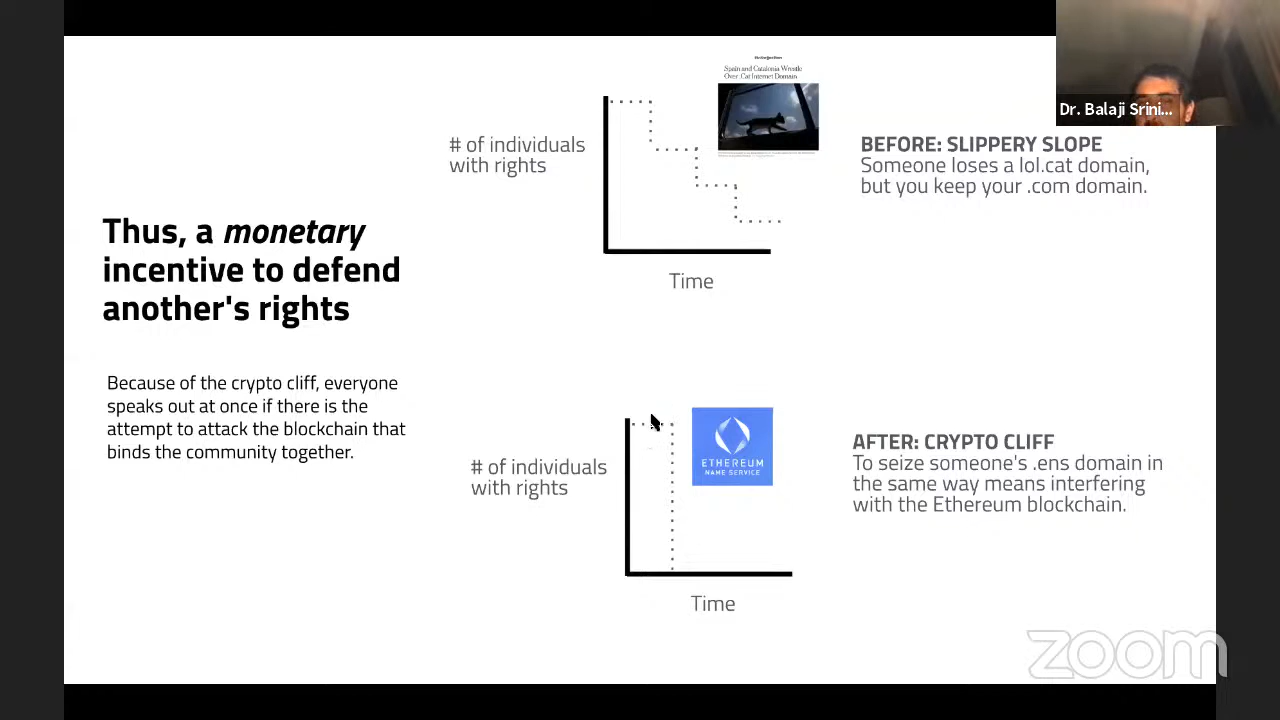 Dr. Balaji Srini...
The New York Times
Spain and Catalonia Wrestle
Over .Cat Internet Domain
# of individuals
with rights
BEFORE: SLIPPERY SLOPE
Someone loses a lol.cat domain,
but you keep your .com domain.
Thus, a monetary
incentive to defend
another's rights
Time
Because of the crypto cliff, everyone
speaks out at once if there is the
attempt to attack the blockchain that
binds the community together.
# of individuals
with rights
ETHEREUM
NAME SERVICE
AFTER: CRYPTO CLIFF
To seize someone's .ens domain in
the same way means interfering
with the Ethereum blockchain.
Time
zoom